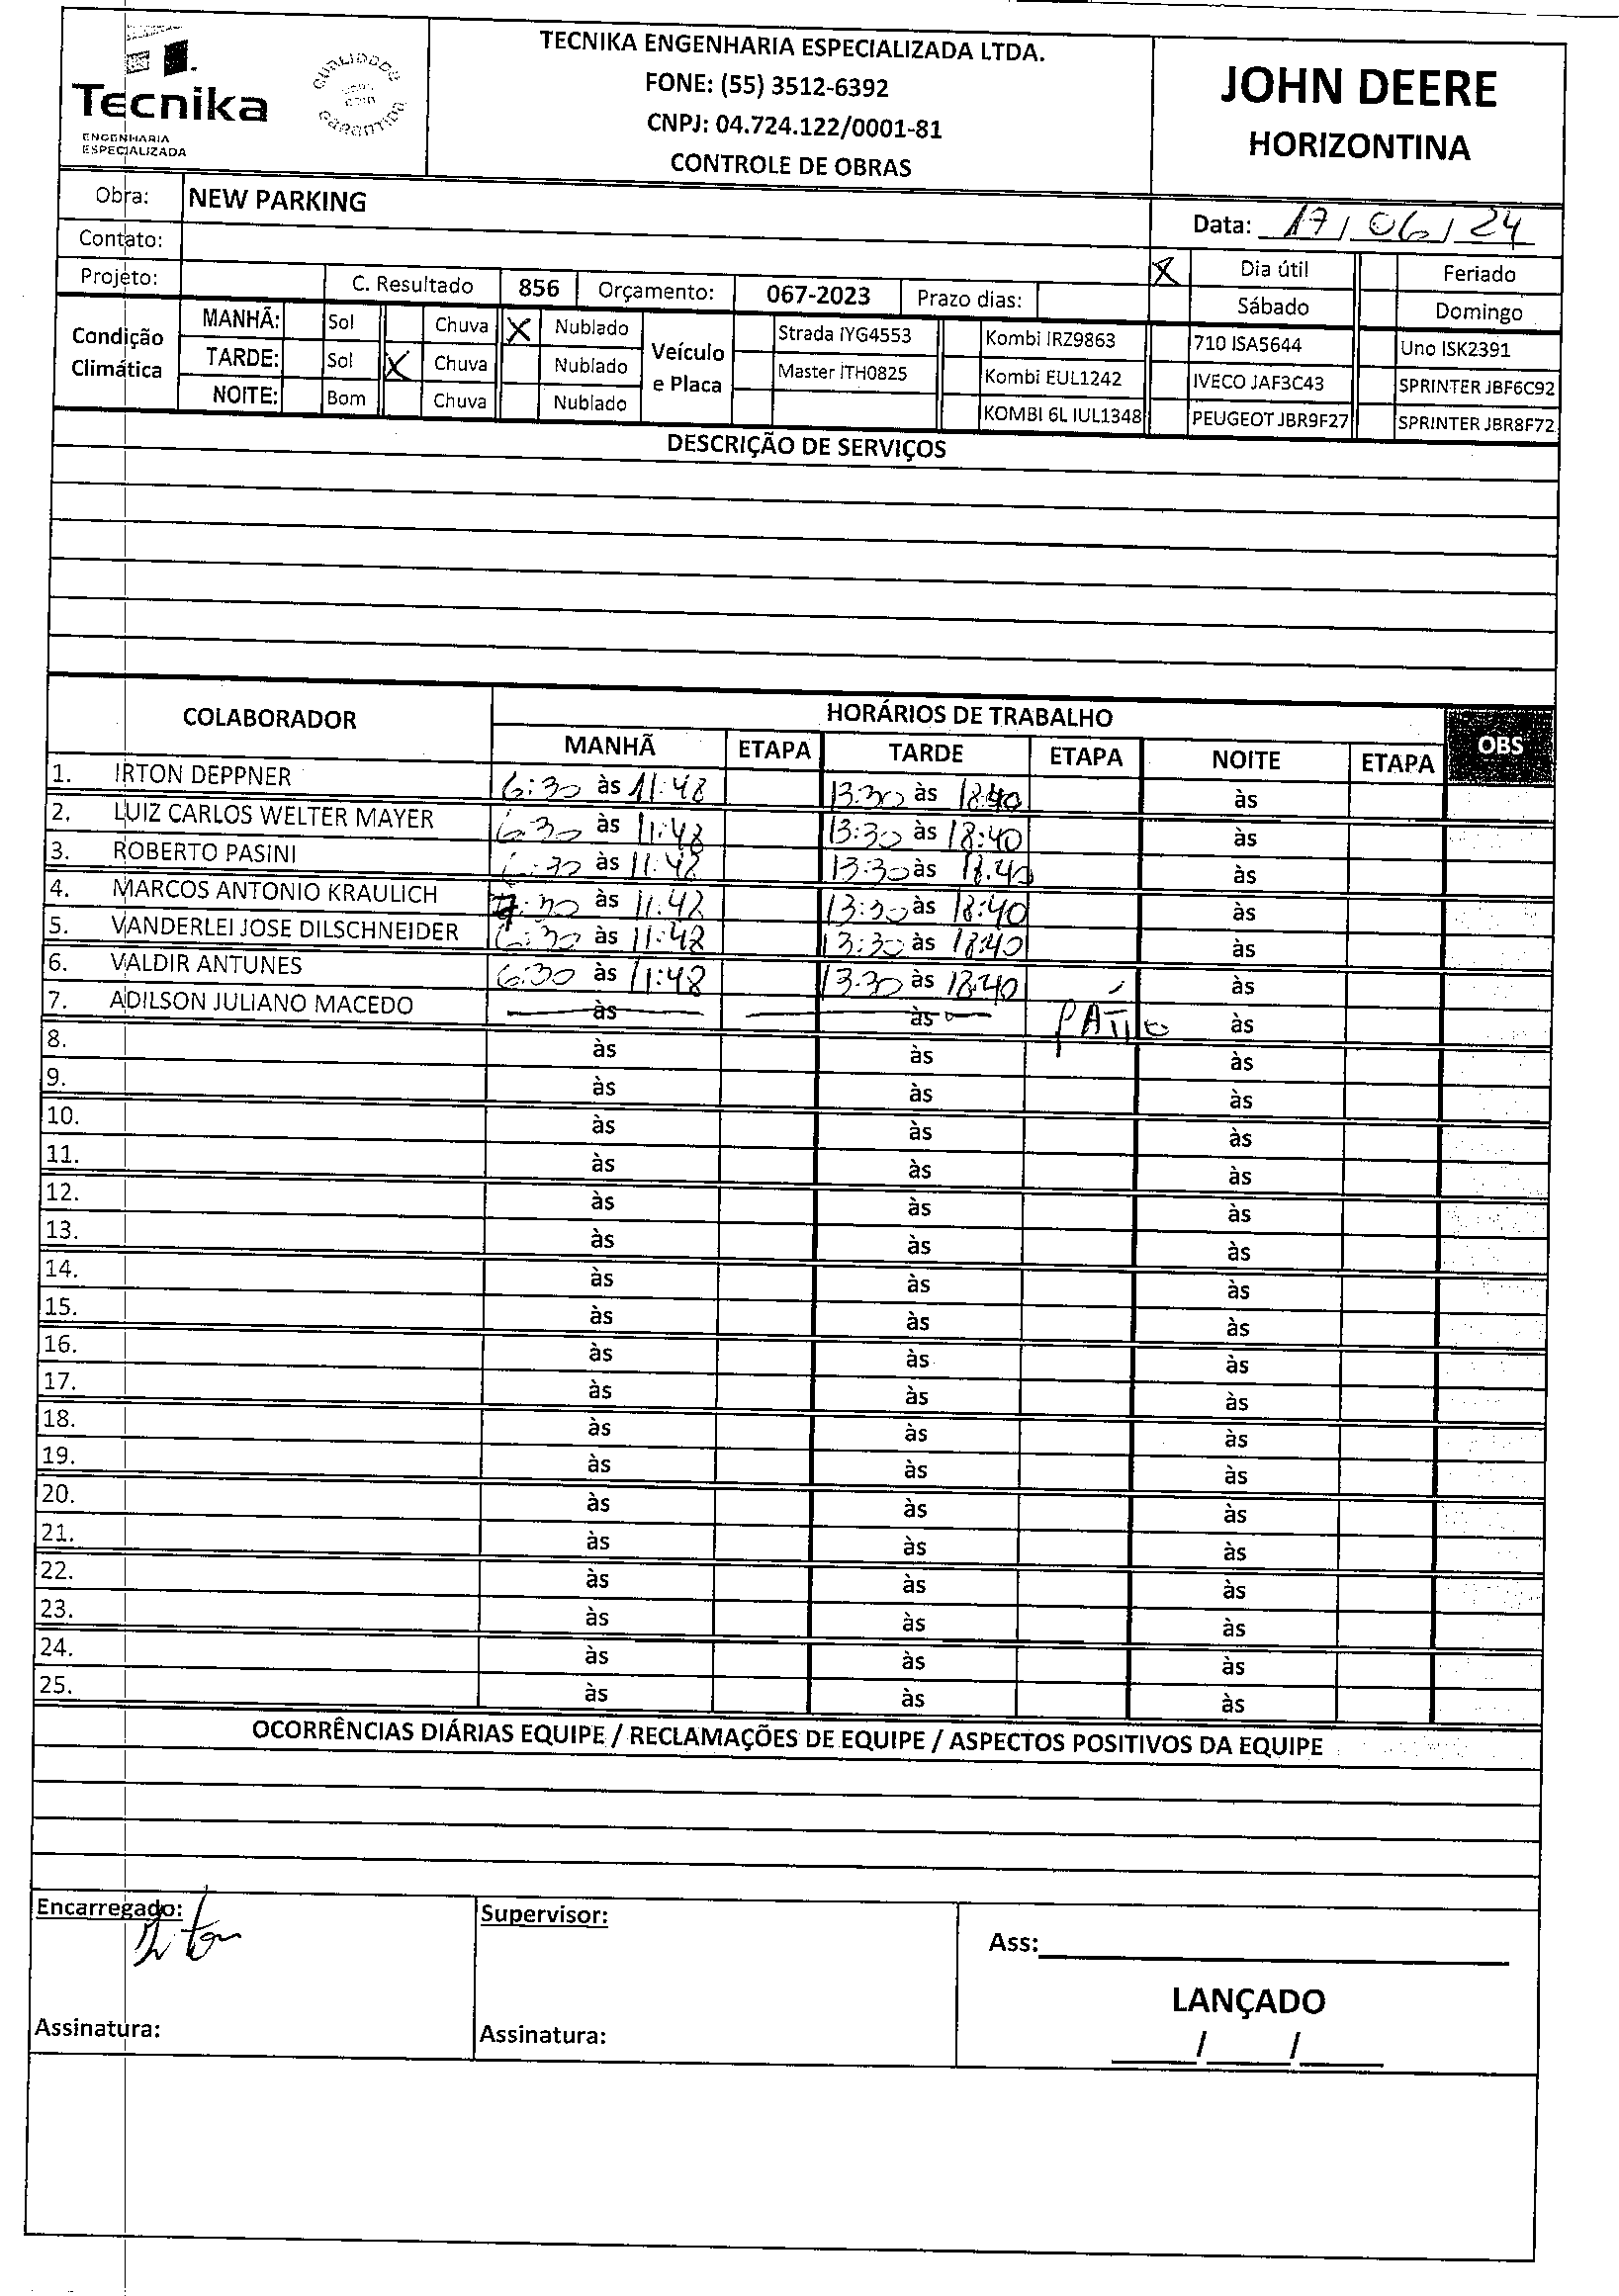 Tecnika
ENGENHARIA
ESPECIALIZADA
QUALIDADE
GARANTIDA
TECNIKA ENGENHARIA ESPECIALIZADA LTDA.
FONE: (55) 3512-6392
CNPJ: 04.724.122/0001-81
CONTROLE DE OBRAS
JOHN DEERE
HORIZONTINA
Obra: NEW PARKING
Data: 17/06/24
Contato:
X Dia útil Feriado
Projeto: C. Resultado 856 Orçamento: 067-2023 Prazo dias: Sábado Domingo
Condição Climática
MANHÃ: Sol Chuva X Nublado
TARDE: Sol X Chuva Nublado
NOITE: Bom Chuva Nublado
Veículo e Placa
Strada IYG4553 Kombi IRZ9863 710 ISA5644 Uno ISK2391
Master ITH0825 Kombi EUL1242 IVECO JAF3C43 SPRINTER JBF6C92
KOMBI 6L IUL1348 PEUGEOT JBR9F27 SPRINTER JBR8F72
DESCRIÇÃO DE SERVIÇOS
COLABORADOR HORÁRIOS DE TRABALHO OBS
MANHÃ ETAPA TARDE ETAPA NOITE ETAPA
1. IRTON DEPPNER 6:30 às 11:48 13:30 às 18:40 às
2. LUIZ CARLOS WELTER MAYER 6:30 às 11:48 13:30 às 18:40 às
3. ROBERTO PASINI 6:30 às 11:48 13:30 às 18:40 às
4. MARCOS ANTONIO KRAULICH 7:30 às 11:48 13:30 às 18:40 às
5. VANDERLEI JOSE DILSCHNEIDER 6:30 às 11:48 13:30 às 18:40 às
6. VALDIR ANTUNES 6:30 às 11:48 13:30 às 18:40 às
7. ADILSON JULIANO MACEDO às às PÁTIO às
8. às às às
9. às às às
10. às às às
11. às às às
12. às às às
13. às às às
14. às às às
15. às às às
16. às às às
17. às às às
18. às às às
19. às às às
20. às às às
21. às às às
22. às às às
23. às às às
24. às às às
25. às às às
OCORRÊNCIAS DIÁRIAS EQUIPE / RECLAMAÇÕES DE EQUIPE / ASPECTOS POSITIVOS DA EQUIPE
Encarregado: Irton
Supervisor:
Ass:
LANÇADO
Assinatura:
Assinatura:
/ /